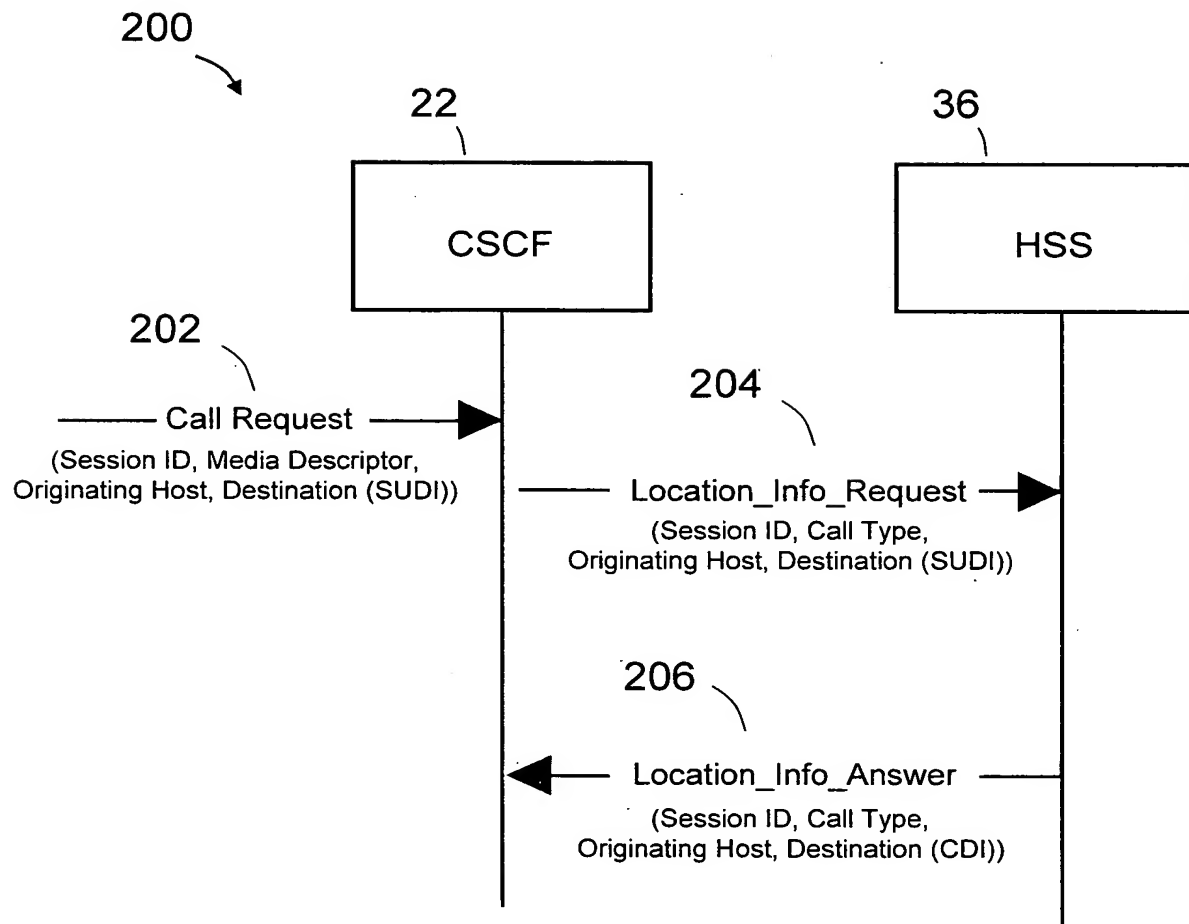 200
22
36
CSCF
HSS
202
Call Request
(Session ID, Media Descriptor,
Originating Host, Destination (SUDI))
204
Location_Info_Request
(Session ID, Call Type,
Originating Host, Destination (SUDI))
206
Location_Info_Answer
(Session ID, Call Type,
Originating Host, Destination (CDI))